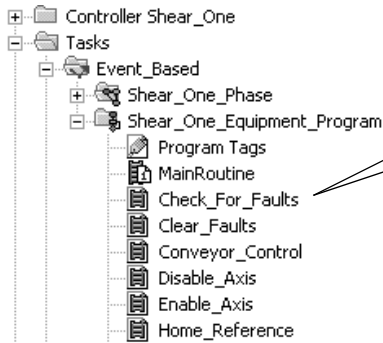 Controller Shear_One
Tasks
Event_Based
Shear_One_Phase
Shear_One_Equipment_Program
Program Tags
MainRoutine
Check_For_Faults
Clear_Faults
Conveyor_Control
Disable_Axis
Enable_Axis
Home_Reference